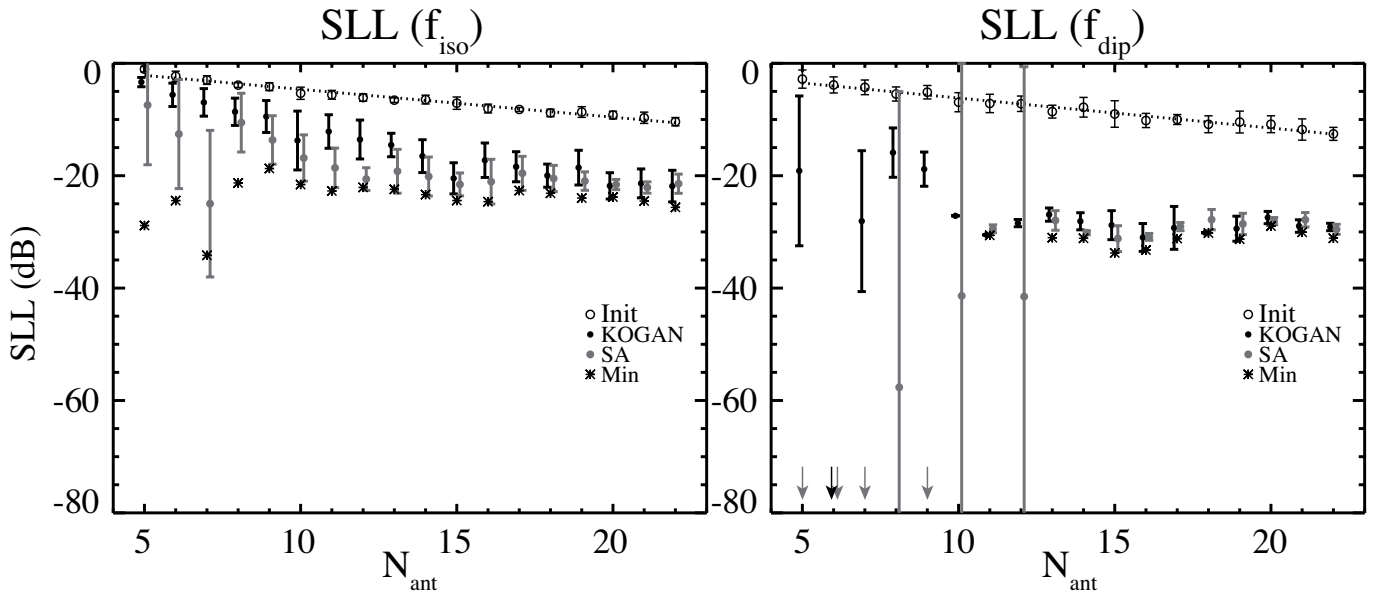 SLL (f_iso)
SLL (dB)
0
-20
-40
-60
-80
5
10
15
20
N_ant
Init
KOGAN
SA
Min
SLL (f_dip)
0
-20
-40
-60
-80
5
10
15
20
N_ant
Init
KOGAN
SA
Min